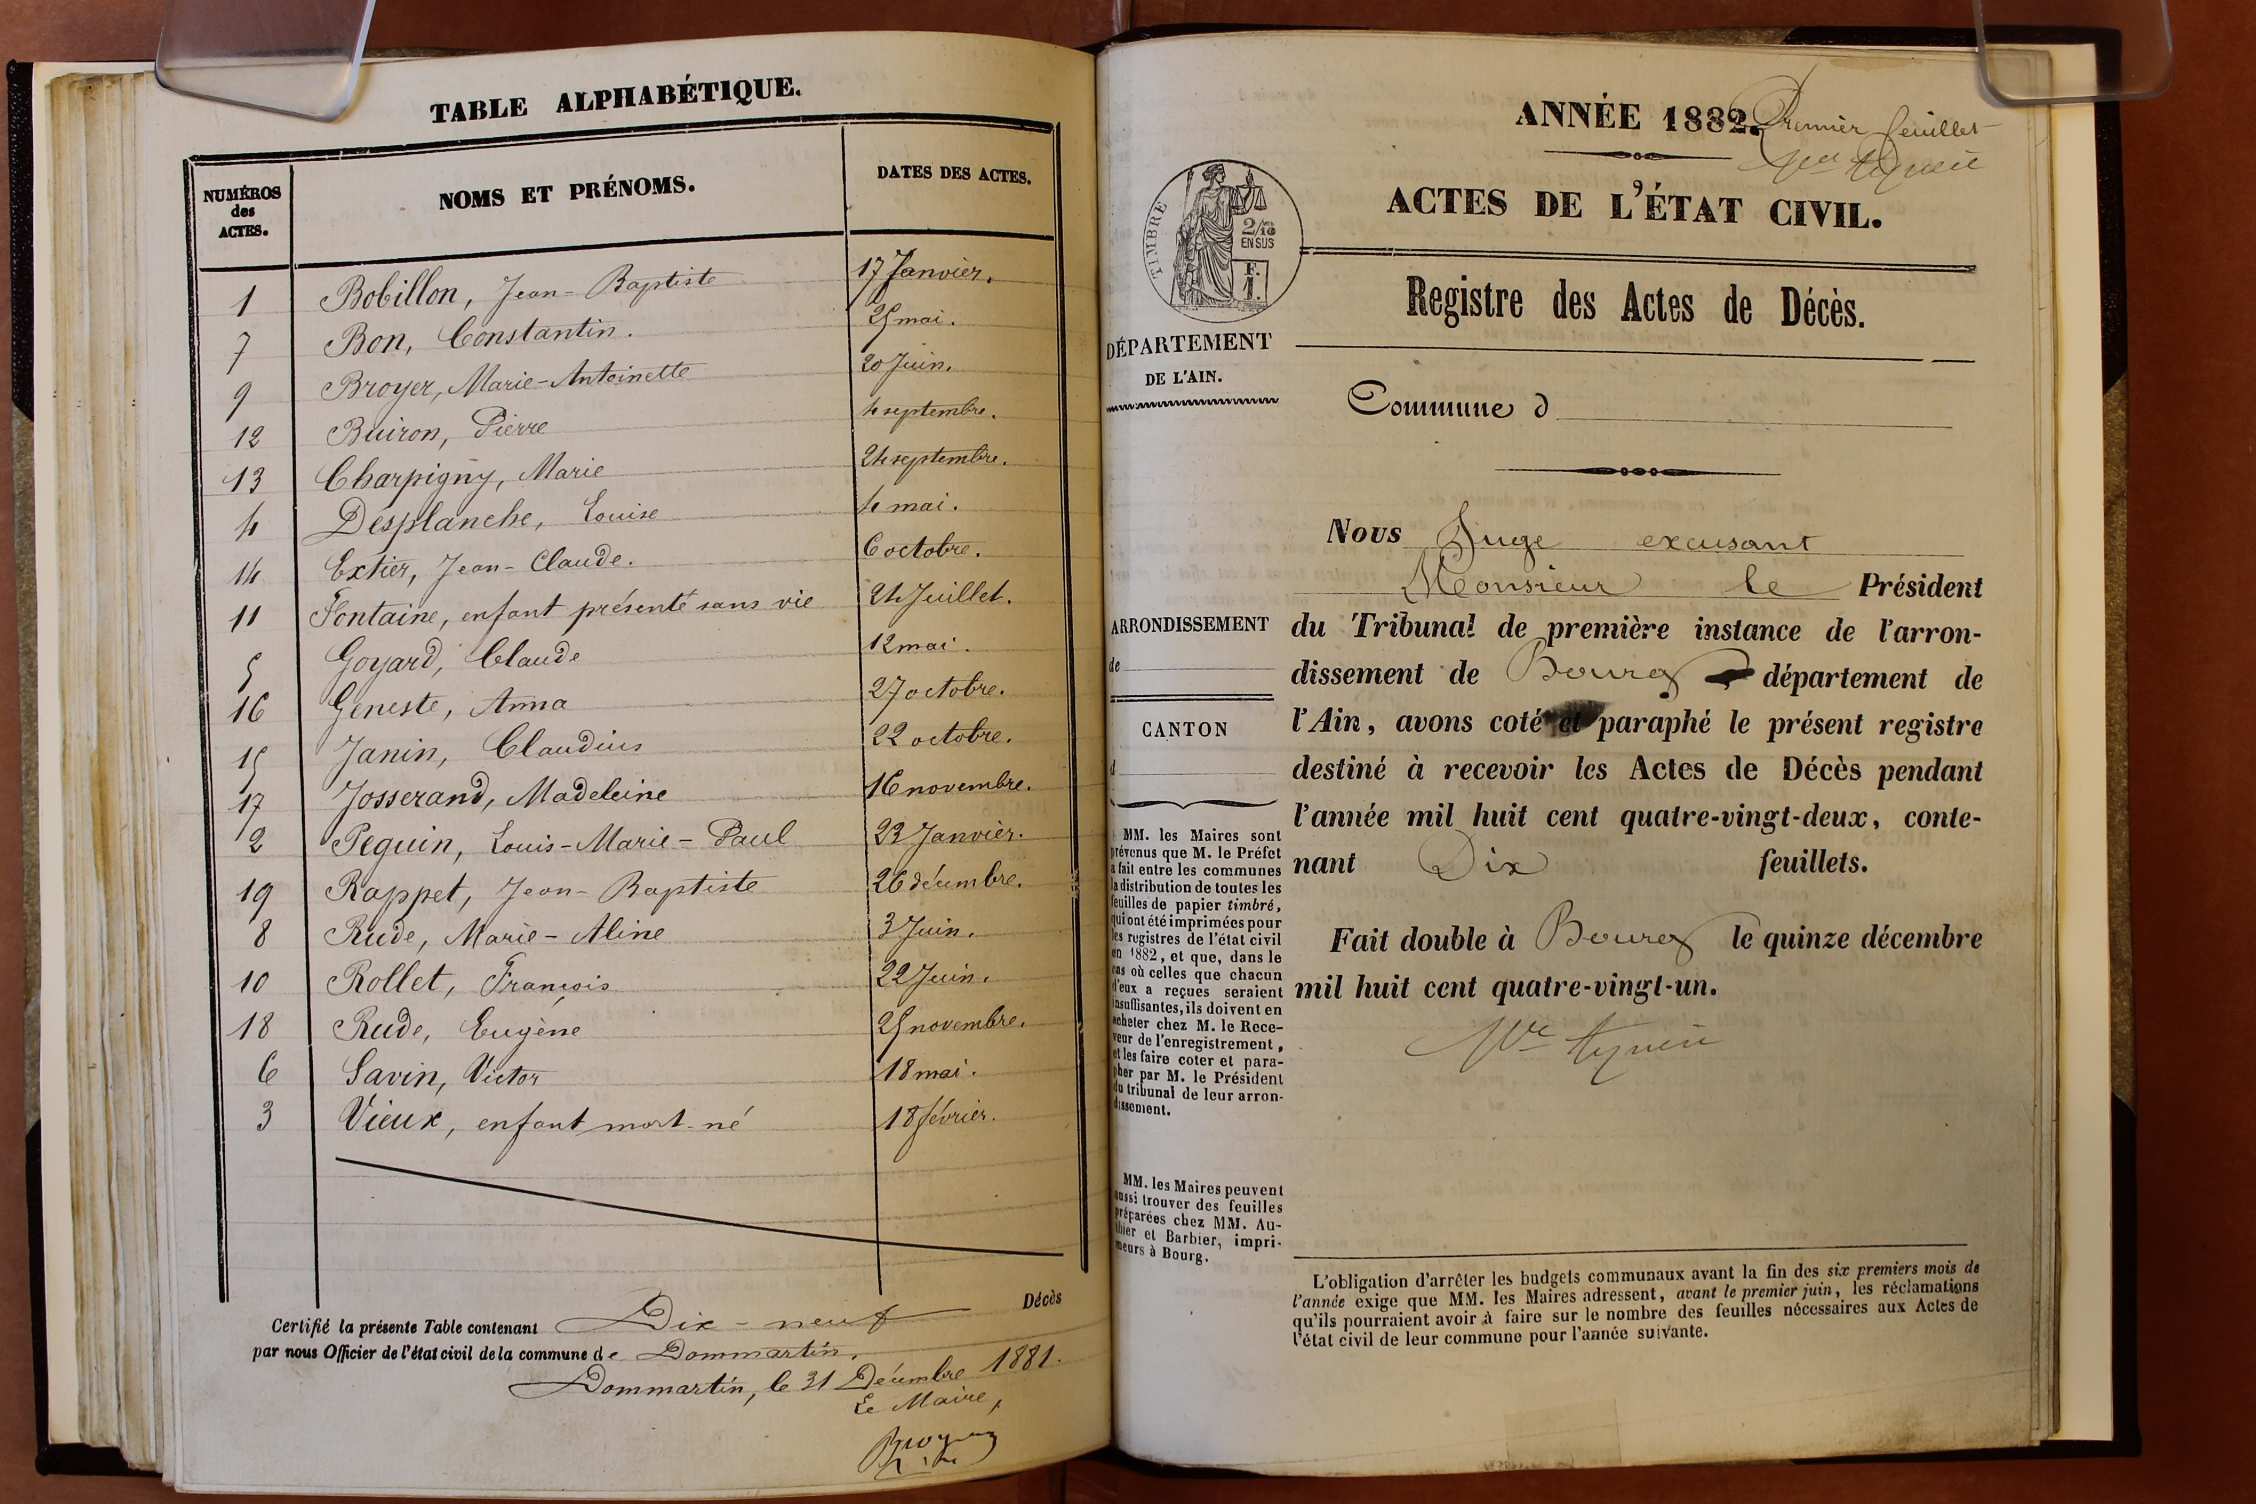 TABLE ALPHABÉTIQUE.
NUMÉROS des ACTES. NOMS ET PRÉNOMS. DATES DES ACTES.
1 Bobillon, Jean-Baptiste 17 Janvier.
7 Bon, Constantin. 25 mai.
9 Broyer, Marie-Antoinette 20 Juin.
12 Buiron, Pierre 4 septembre.
13 Charpigny, Marie 24 septembre.
4 Desplanche, Louise 4 mai.
14 Extier, Jean-Claude. 6 octobre.
11 Fontaine, enfant présenté sans vie 24 Juillet.
5 Goyard, Claude 12 mai.
16 Geneste, Anna 27 octobre.
15 Janin, Claudius 22 octobre.
17 Josserand, Madeleine 16 novembre.
2 Peguin, Louis-Marie-Paul 23 Janvier.
19 Rappet, Jean-Baptiste 26 décembre.
8 Rude, Marie-Aline 3 Juin.
10 Rollet, François 22 Juin.
18 Rude, Eugène 25 novembre.
6 Savin, Victor 18 mai.
3 Vieux, enfant mort-né 18 février.
Certifié la présente Table contenant Dix-neuf Décès
par nous Officier de l'état civil de la commune de Dommartin.
Dommartin, le 31 Décembre 1881.
Le Maire,
ANNÉE 1882. Premier feuillet
ACTES DE L'ÉTAT CIVIL.
TIMBRE
2/10 EN SUS
F. 1.
Registre des Actes de Décès.
DÉPARTEMENT
DE L'AIN.
Commune d
ARRONDISSEMENT
de
CANTON
d
MM. les Maires sont
prévenus que M. le Préfet
a fait entre les communes
la distribution de toutes les
feuilles de papier timbré,
qui ont été imprimées pour
les registres de l'état civil
en 1882, et que, dans le
cas où celles que chacun
d'eux a reçues seraient
insuffisantes, ils doivent en
acheter chez M. le Rece-
veur de l'enregistrement,
et les faire coter et para-
pher par M. le Président
du tribunal de leur arron-
dissement.
MM. les Maires peuvent
aussi trouver des feuilles
préparées chez MM. Au-
thier et Barbier, impri-
meurs à Bourg.
Nous Juge excusant
Monsieur le Président
du Tribunal de première instance de l'arron-
dissement de Bourg département de
l'Ain, avons coté et paraphé le présent registre
destiné à recevoir les Actes de Décès pendant
l'année mil huit cent quatre-vingt-deux, conte-
nant Dix feuillets.
Fait double à Bourg le quinze décembre
mil huit cent quatre-vingt-un.
L'obligation d'arrêter les budgets communaux avant la fin des six premiers mois de
l'année exige que MM. les Maires adressent, avant le premier juin, les réclamations
qu'ils pourraient avoir à faire sur le nombre des feuilles nécessaires aux Actes de
l'état civil de leur commune pour l'année suivante.